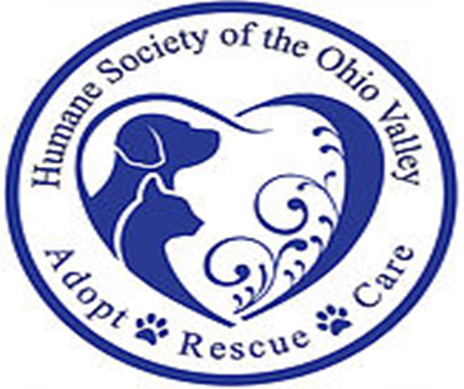 Humane Society of the Ohio Valley
Adopt Rescue Care